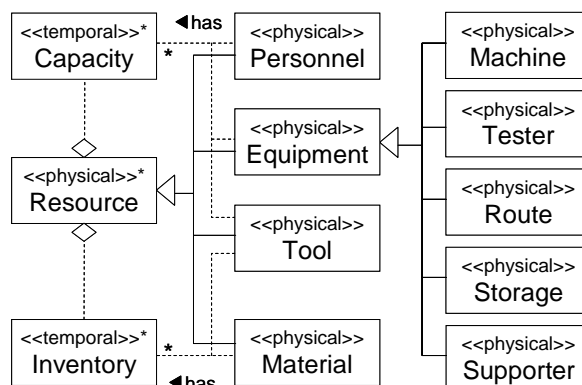 <<temporal>>*
Capacity
◄has
*
<<physical>>
Personnel
<<physical>>
Machine
<<physical>>
Equipment
<<physical>>
Tester
<<physical>>*
Resource
<<physical>>
Route
<<physical>>
Tool
<<physical>>
Storage
<<temporal>>*
Inventory
*
◄has
<<physical>>
Material
<<physical>>
Supporter